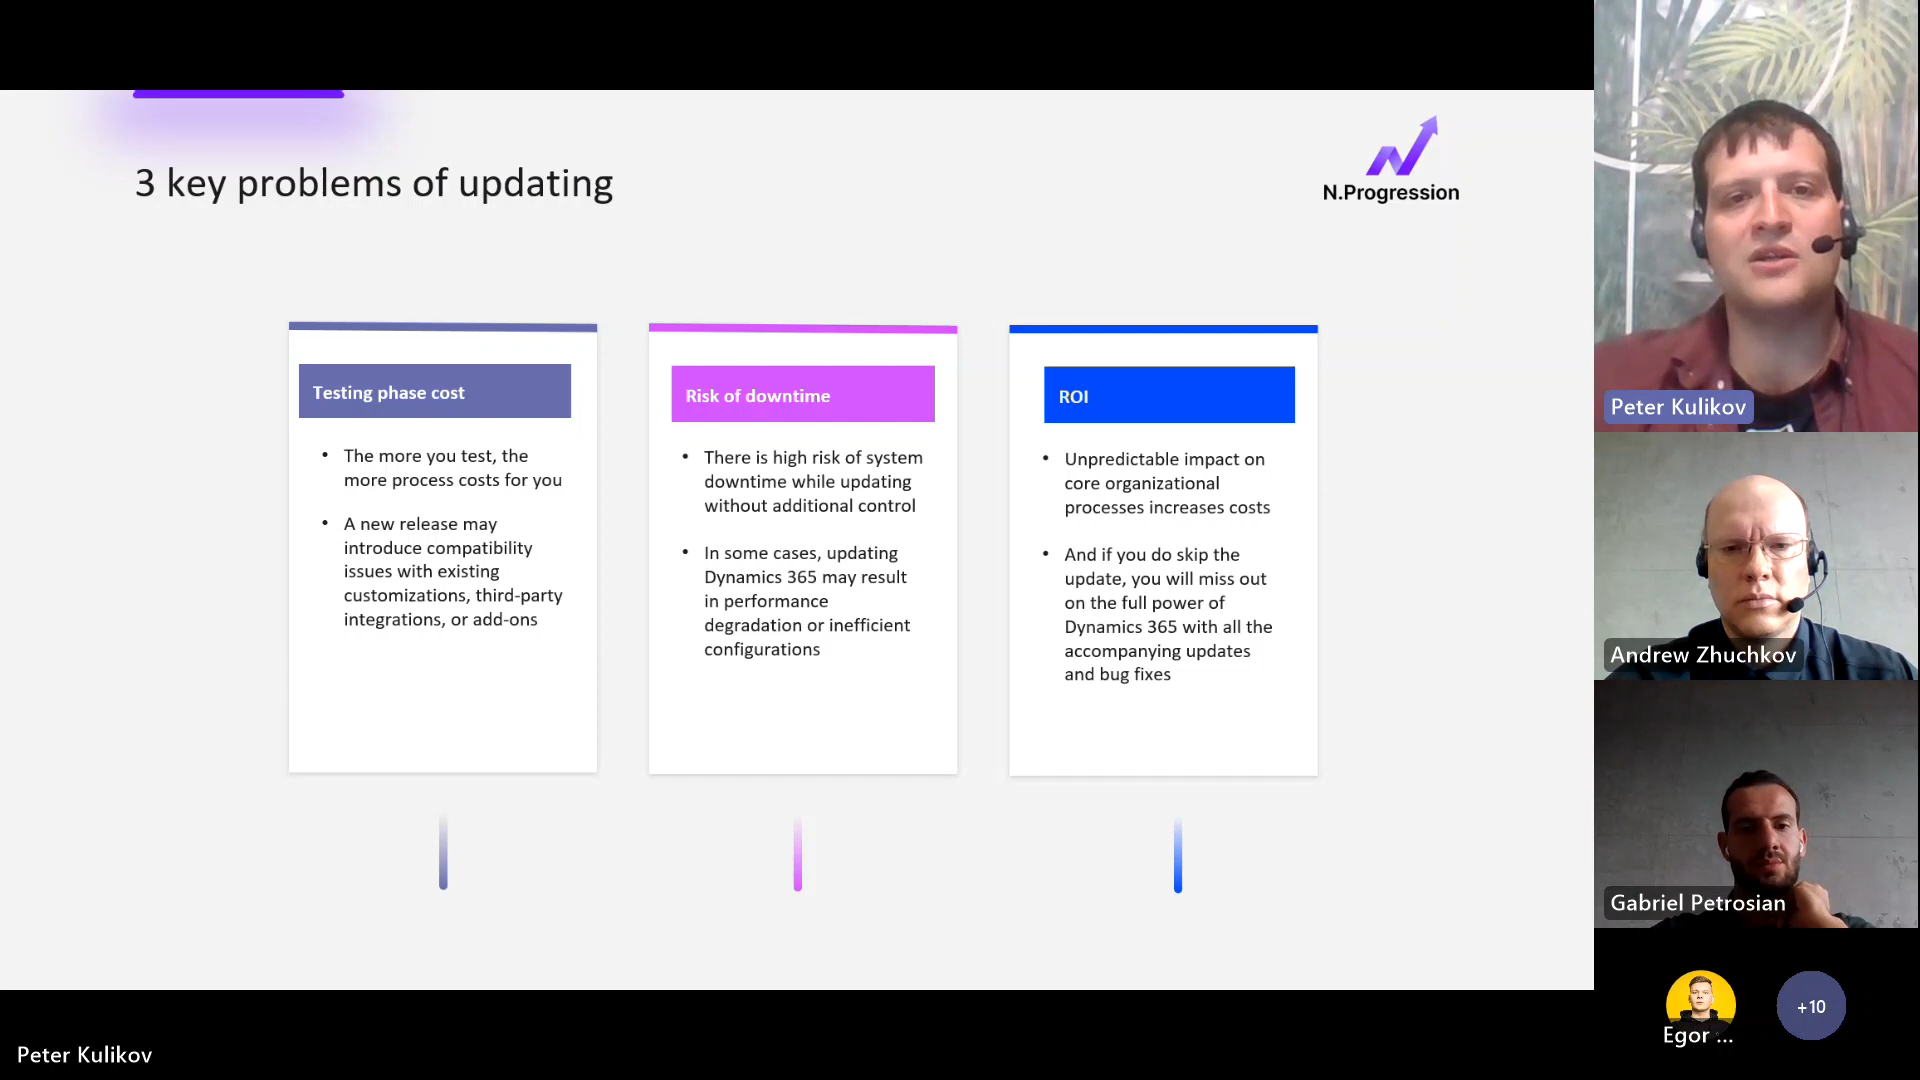 3 key problems of updating
N.Progression
Testing phase cost
• The more you test, the
more process costs for you
• A new release may
introduce compatibility
issues with existing
customizations, third-party
integrations, or add-ons
Risk of downtime
• There is high risk of system
downtime while updating
without additional control
• In some cases, updating
Dynamics 365 may result
in performance
degradation or inefficient
configurations
ROI
• Unpredictable impact on
core organizational
processes increases costs
• And if you do skip the
update, you will miss out
on the full power of
Dynamics 365 with all the
accompanying updates
and bug fixes
Peter Kulikov
Andrew Zhuchkov
Gabriel Petrosian
Egor ...
+10
Peter Kulikov